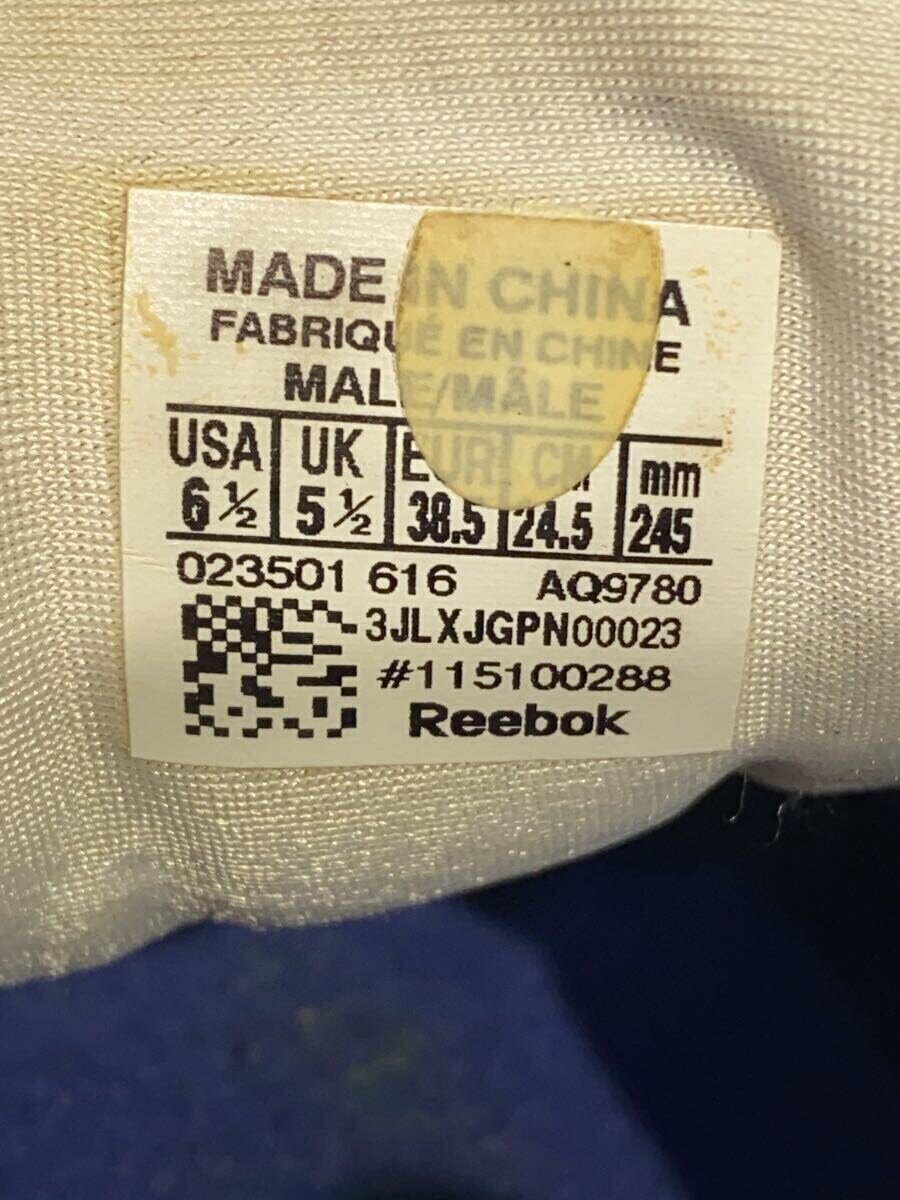 MADE IN CHINA
FABRIQUÉ EN CHINE
MALE/MÂLE
USA UK EUR CM mm
6 ½ 5 ½ 38.5 24.5 245
023501 616 AQ9780
3JLXJGPN00023
#115100288
Reebok